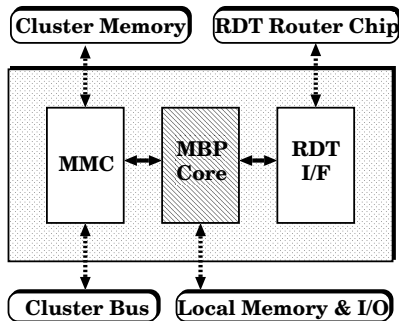 Cluster Memory
RDT Router Chip
MMC
MBP
Core
RDT
I/F
Cluster Bus
Local Memory & I/O